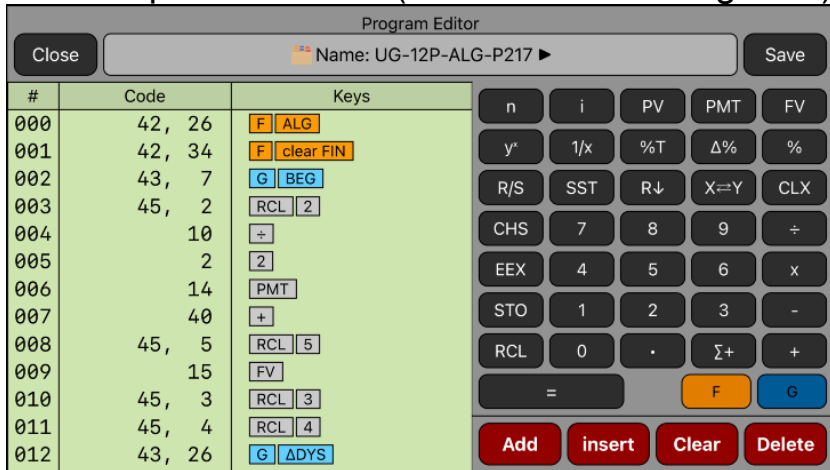 Program Editor
Close Name: UG-12P-ALG-P217 ► Save
# Code Keys
000 42, 26 F ALG
001 42, 34 F clear FIN
002 43, 7 G BEG
003 45, 2 RCL 2
004 10 ÷
005 2 2
006 14 PMT
007 40 +
008 45, 5 RCL 5
009 15 FV
010 45, 3 RCL 3
011 45, 4 RCL 4
012 43, 26 G ΔDYS
n i PV PMT FV
yˣ 1/x %T Δ% %
R/S SST R↓ X⇄Y CLX
CHS 7 8 9 ÷
EEX 4 5 6 x
STO 1 2 3 -
RCL 0 · Σ+ +
= F G
Add insert Clear Delete